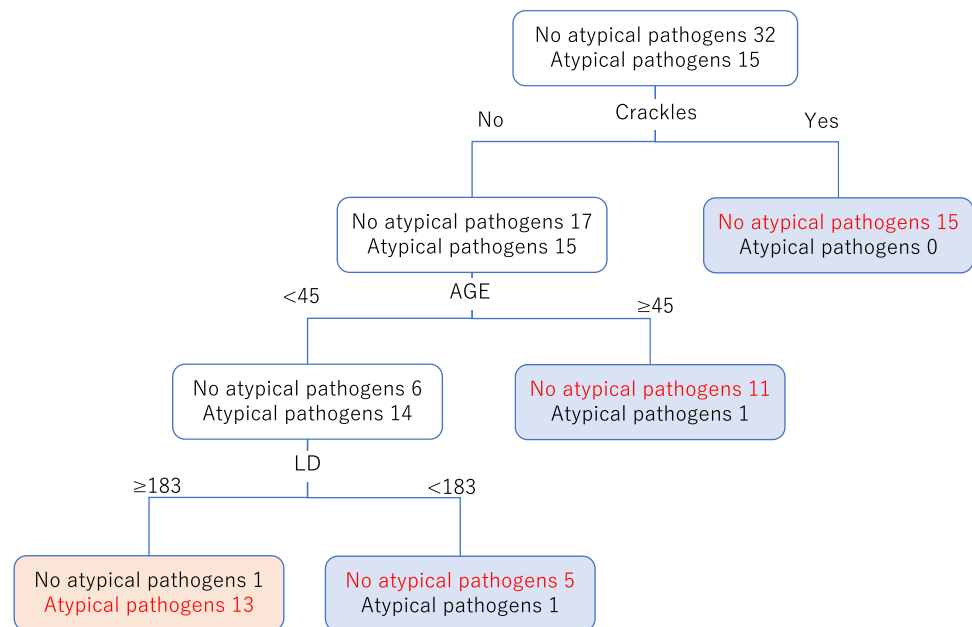 No atypical pathogens 32
Atypical pathogens 15
Crackles
No
Yes
No atypical pathogens 17
Atypical pathogens 15
No atypical pathogens 15
Atypical pathogens 0
AGE
<45
≥45
No atypical pathogens 6
Atypical pathogens 14
No atypical pathogens 11
Atypical pathogens 1
LD
≥183
<183
No atypical pathogens 1
Atypical pathogens 13
No atypical pathogens 5
Atypical pathogens 1